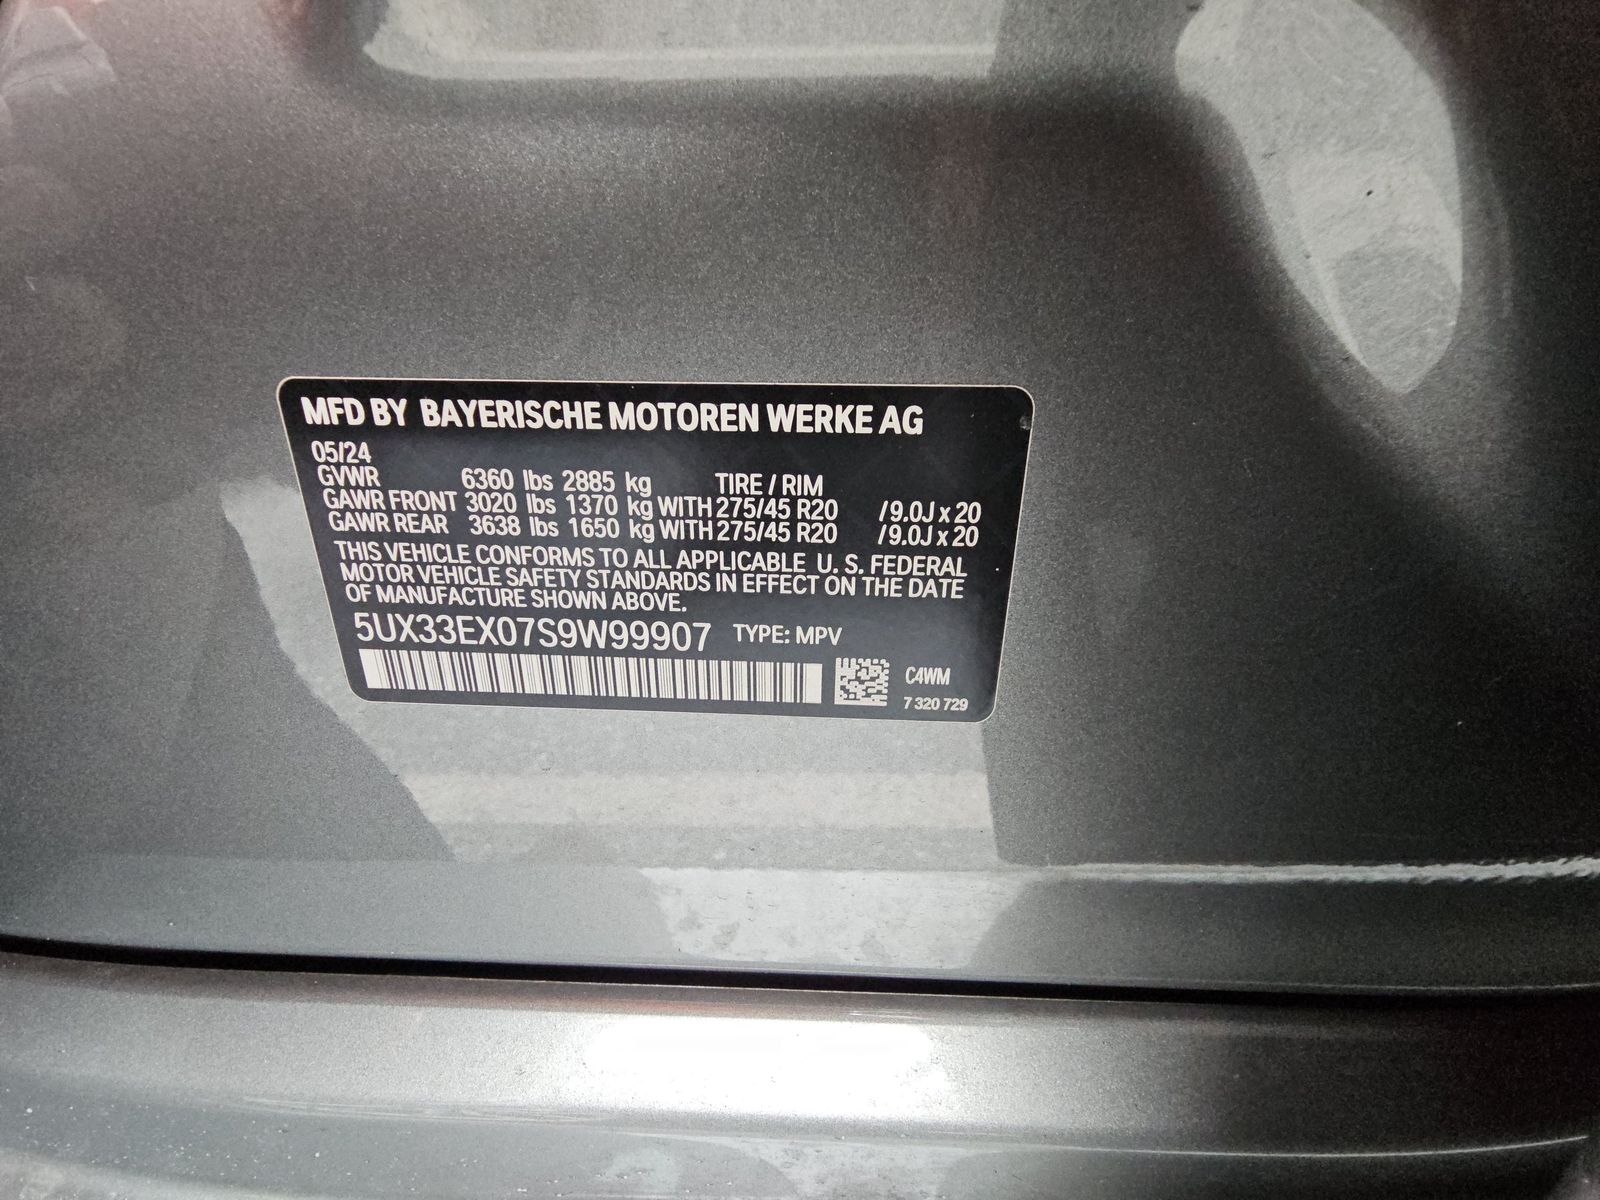 MFD BY BAYERISCHE MOTOREN WERKE AG
05/24
GVWR 6360 lbs 2885 kg TIRE / RIM
GAWR FRONT 3020 lbs 1370 kg WITH 275/45 R20 /9.0J x 20
GAWR REAR 3638 lbs 1650 kg WITH 275/45 R20 /9.0J x 20
THIS VEHICLE CONFORMS TO ALL APPLICABLE U. S. FEDERAL
MOTOR VEHICLE SAFETY STANDARDS IN EFFECT ON THE DATE
OF MANUFACTURE SHOWN ABOVE.
5UX33EX07S9W99907 TYPE: MPV
C4WM
7 320 729